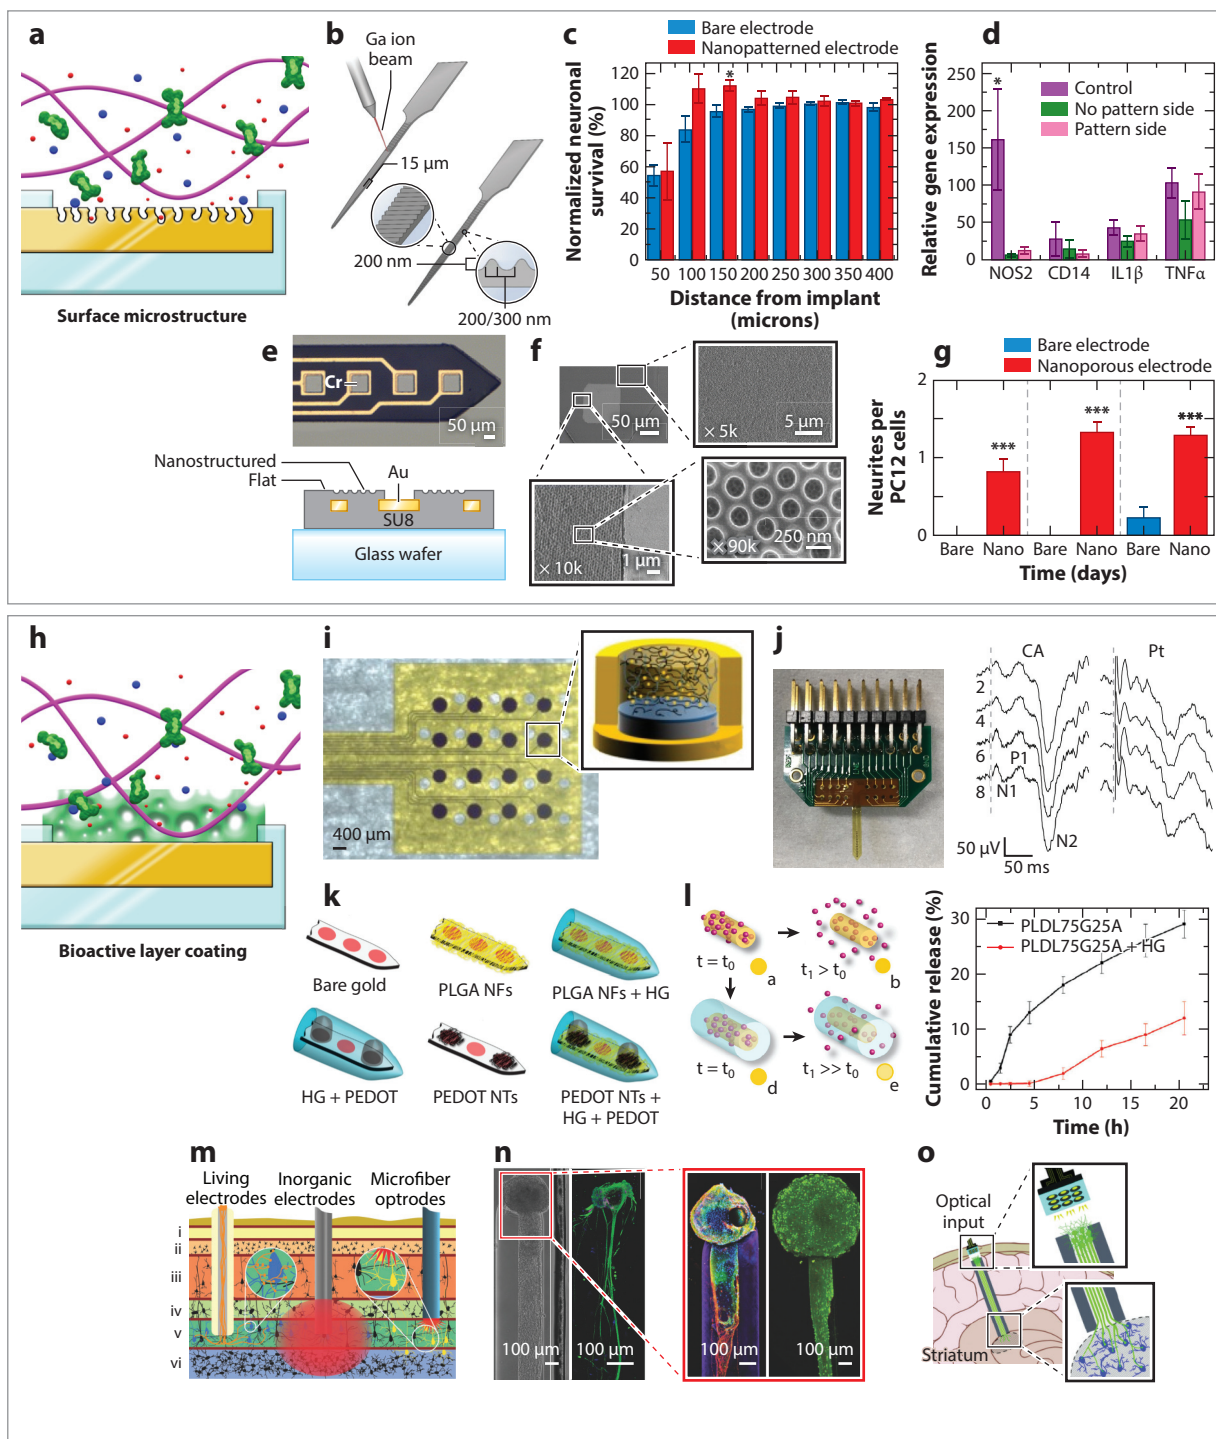 a
Surface microstructure
b
Ga ion
beam
15 μm
200 nm
200/300 nm
c
Bare electrode
Nanopatterned electrode
Normalized neuronal
survival (%)
120
100
80
60
40
20
0
*
50 100 150 200 250 300 350 400
Distance from implant
(microns)
d
Relative gene expression
250
200
150
100
50
0
*
Control
No pattern side
Pattern side
NOS2 CD14 IL1β TNFα
e
Cr
50 μm
Nanostructured
Flat
Au
SU8
Glass wafer
f
50 μm
× 5k
5 μm
× 10k
1 μm
× 90k
250 nm
g
Bare electrode
Nanoporous electrode
Neurites per
PC12 cells
2
1
0
***
***
***
Bare Nano Bare Nano Bare Nano
Time (days)
h
Bioactive layer coating
i
400 μm
j
CA
Pt
2
4
6
8
P1
N1
N2
50 μV
50 ms
k
Bare gold
PLGA NFs
PLGA NFs + HG
HG + PEDOT
PEDOT NTs
PEDOT NTs +
HG + PEDOT
l
t = t0
a
t1 > t0
b
t = t0
d
t1 >> t0
e
Cumulative release (%)
30
20
10
0
PLDL75G25A
PLDL75G25A + HG
0 5 10 15 20
Time (h)
m
Living
electrodes
Inorganic
electrodes
Microfiber
optrodes
i
ii
iii
iv
v
vi
n
100 μm
100 μm
100 μm
100 μm
o
Optical
input
Striatum